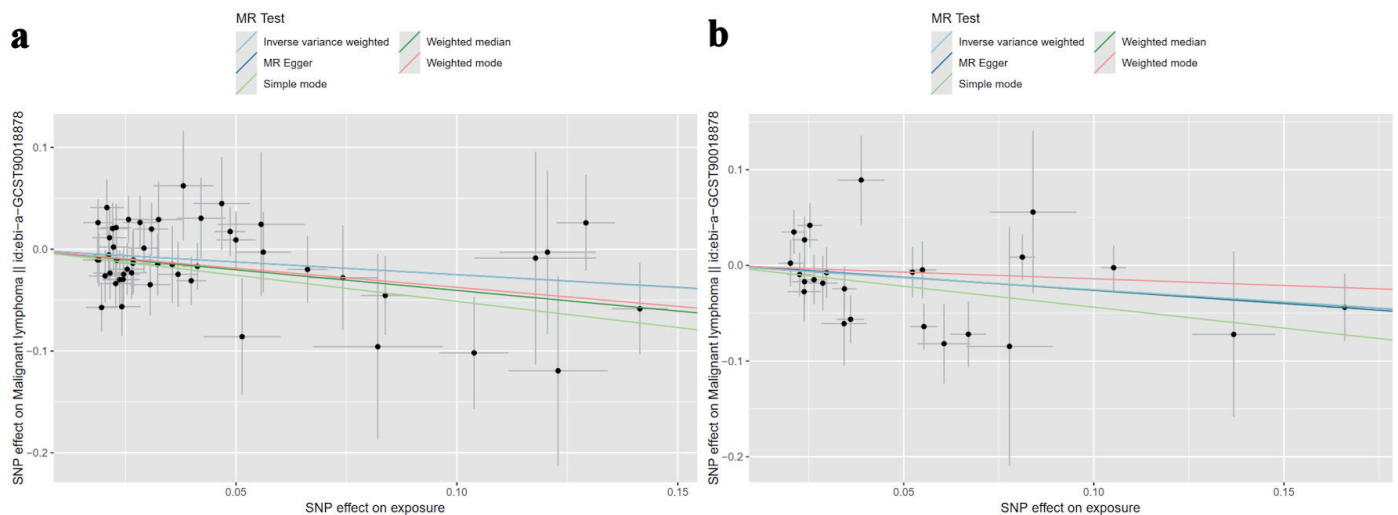 a
MR Test
Inverse variance weighted
Weighted median
MR Egger
Weighted mode
Simple mode
SNP effect on Malignant lymphoma || id:ebi-a-GCST90018878
0.1
0.0
−0.1
−0.2
0.05
0.10
0.15
SNP effect on exposure
b
MR Test
Inverse variance weighted
Weighted median
MR Egger
Weighted mode
Simple mode
SNP effect on Malignant lymphoma || id:ebi-a-GCST90018878
0.1
0.0
−0.1
−0.2
0.05
0.10
0.15
SNP effect on exposure